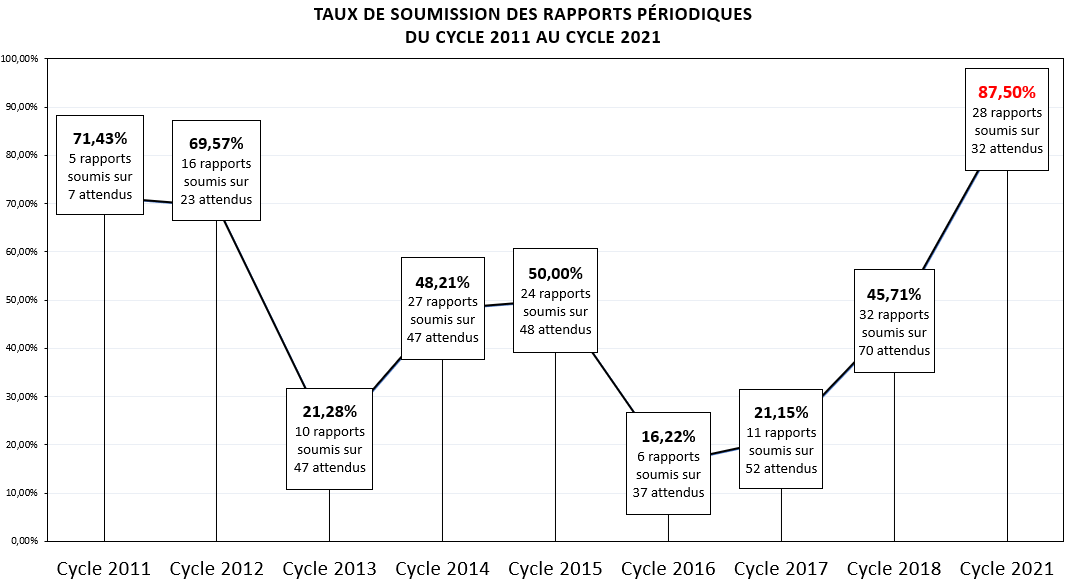 TAUX DE SOUMISSION DES RAPPORTS PÉRIODIQUES
DU CYCLE 2011 AU CYCLE 2021
100,00%
90,00%
80,00%
70,00%
60,00%
50,00%
40,00%
30,00%
20,00%
10,00%
0,00%
71,43%
5 rapports
soumis sur
7 attendus
69,57%
16 rapports
soumis sur
23 attendus
21,28%
10 rapports
soumis sur
47 attendus
48,21%
27 rapports
soumis sur
47 attendus
50,00%
24 rapports
soumis sur
48 attendus
16,22%
6 rapports
soumis sur
37 attendus
21,15%
11 rapports
soumis sur
52 attendus
45,71%
32 rapports
soumis sur
70 attendus
87,50%
28 rapports
soumis sur
32 attendus
Cycle 2011
Cycle 2012
Cycle 2013
Cycle 2014
Cycle 2015
Cycle 2016
Cycle 2017
Cycle 2018
Cycle 2021